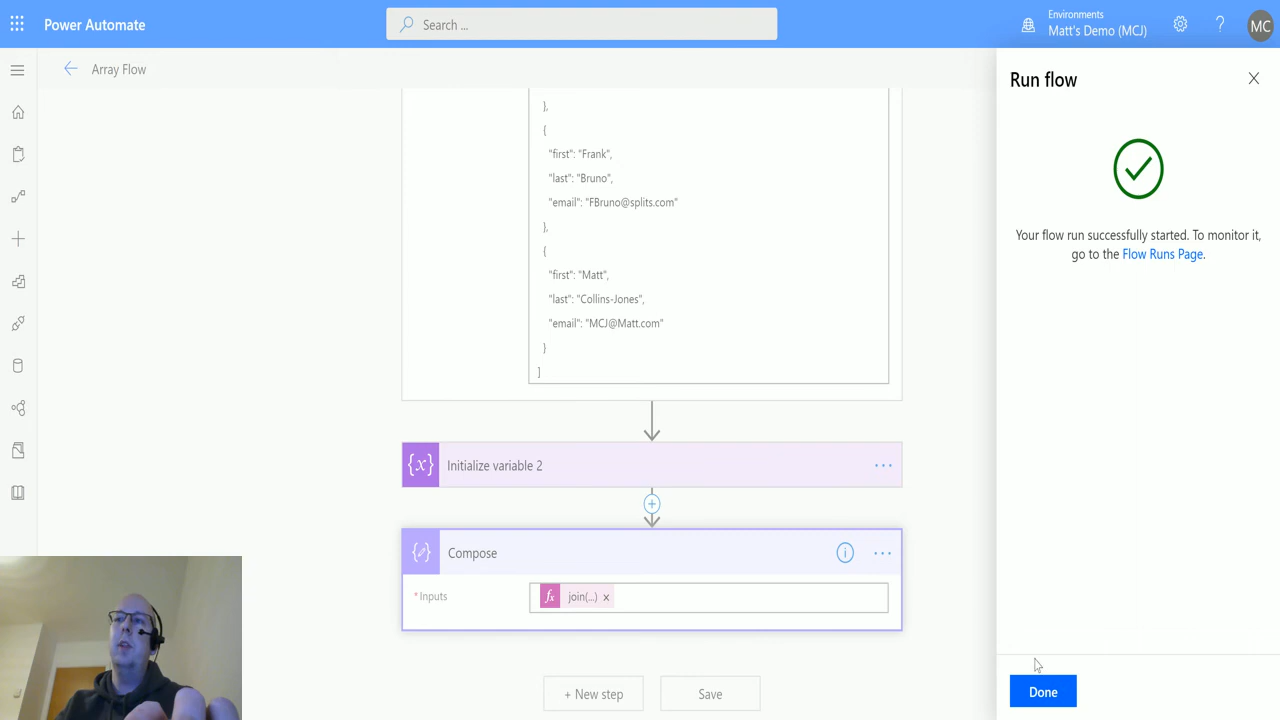 Power Automate
Search ...
Environments
Matt's Demo (MCJ)
?
MC
Array Flow
Run flow
},
{
"first": "Frank",
"last": "Bruno",
"email": "FBruno@splits.com"
},
{
"first": "Matt",
"last": "Collins-Jones",
"email": "MCJ@Matt.com"
}
]
Your flow run successfully started. To monitor it,
go to the Flow Runs Page.
{x} Initialize variable 2 ...
Compose ...
* Inputs
fx join(...) x
+ New step
Save
Done